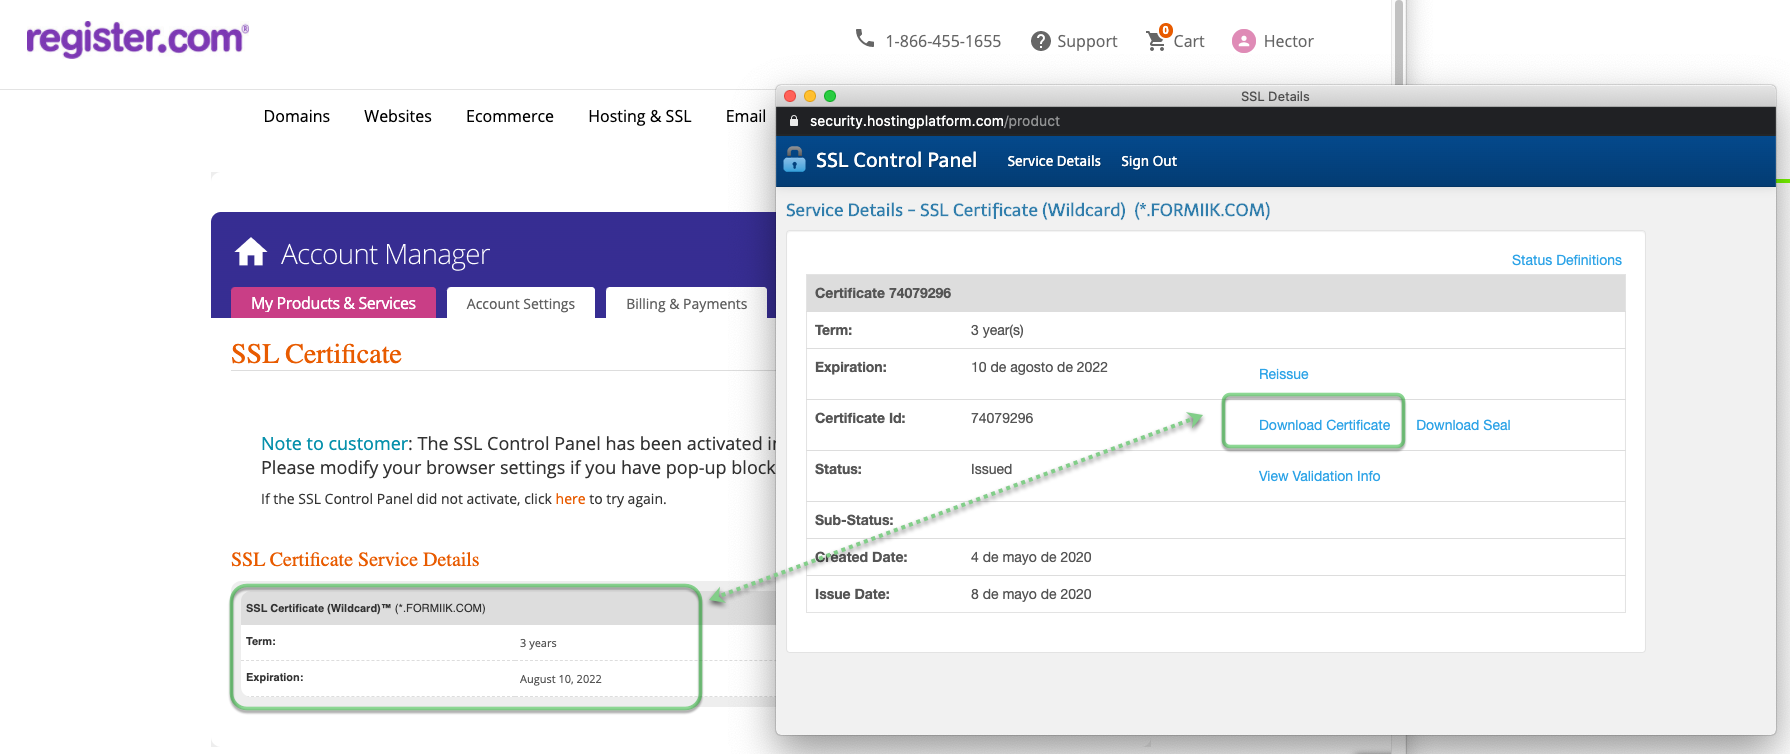 register.com®
1-866-455-1655 Support 0 Cart Hector
Domains Websites Ecommerce Hosting & SSL Email
Account Manager
My Products & Services Account Settings Billing & Payments
SSL Certificate
Note to customer: The SSL Control Panel has been activated
Please modify your browser settings if you have pop-up block
If the SSL Control Panel did not activate, click here to try again.
SSL Certificate Service Details
SSL Certificate (Wildcard)™ (*.FORMIIK.COM)
Term: 3 years
Expiration: August 10, 2022
SSL Details
security.hostingplatform.com/product
SSL Control Panel Service Details Sign Out
Service Details - SSL Certificate (Wildcard) (*.FORMIIK.COM)
Status Definitions
Certificate 74079296
Term: 3 year(s)
Expiration: 10 de agosto de 2022 Reissue
Certificate Id: 74079296 Download Certificate Download Seal
Status: Issued View Validation Info
Sub-Status:
Created Date: 4 de mayo de 2020
Issue Date: 8 de mayo de 2020